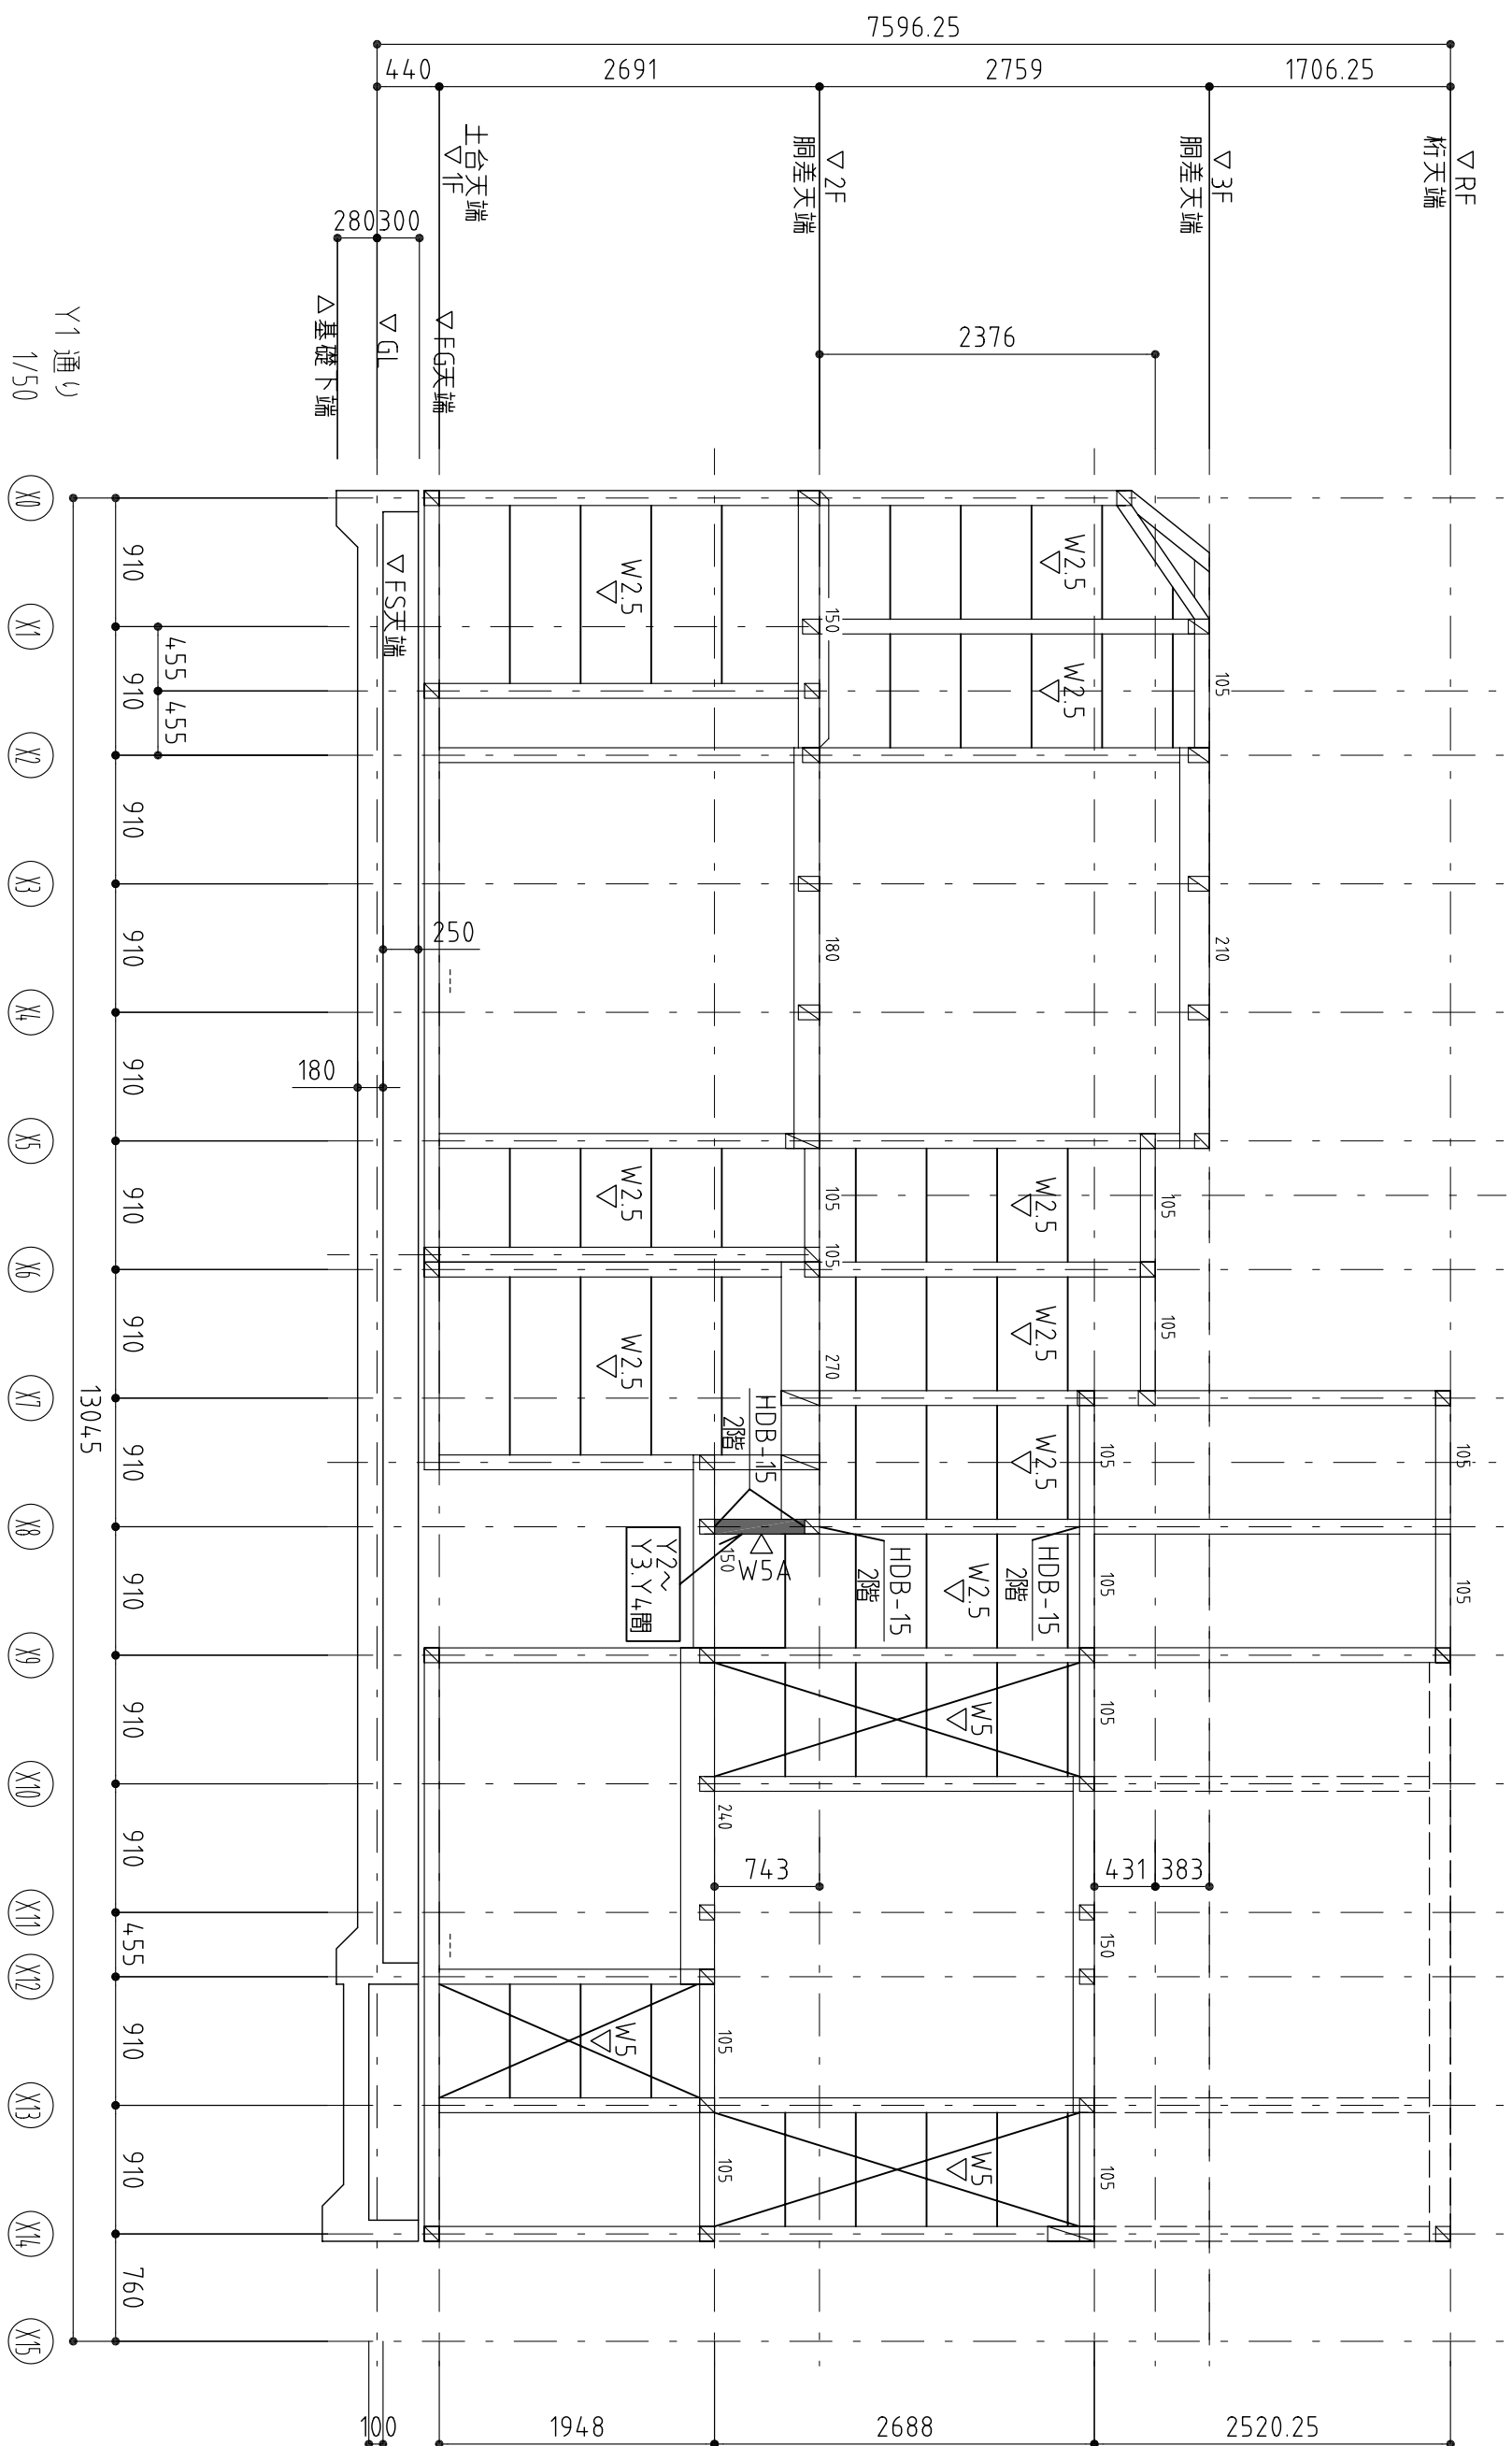 7596.25
440
2691
2759
1706.25
▽RF
桁天端
▽3F
胴差天端
▽2F
胴差天端
土台天端
▽1F
280
300
▽FG天端
▽GL
▽基礎下端
2376
Y1 通り
1/50
X0
X1
X2
X3
X4
X5
X6
X7
X8
X9
X10
X11
X12
X13
X14
X15
910
910
455
455
910
910
910
910
910
910
910
910
910
455
910
910
760
13045
▽FS天端
250
180
W2.5
W2.5
W2.5
150
105
180
210
W2.5
W2.5
105
105
105
W2.5
W2.5
270
105
W2.5
105
105
HDB-15
2階
HDB-15
2階
HDB-15
2階
W2.5
105
105
150
W5A
Y2～
Y3.Y4間
W5
105
240
743
431
383
150
W5
105
W5
105
105
100
1948
2688
2520.25